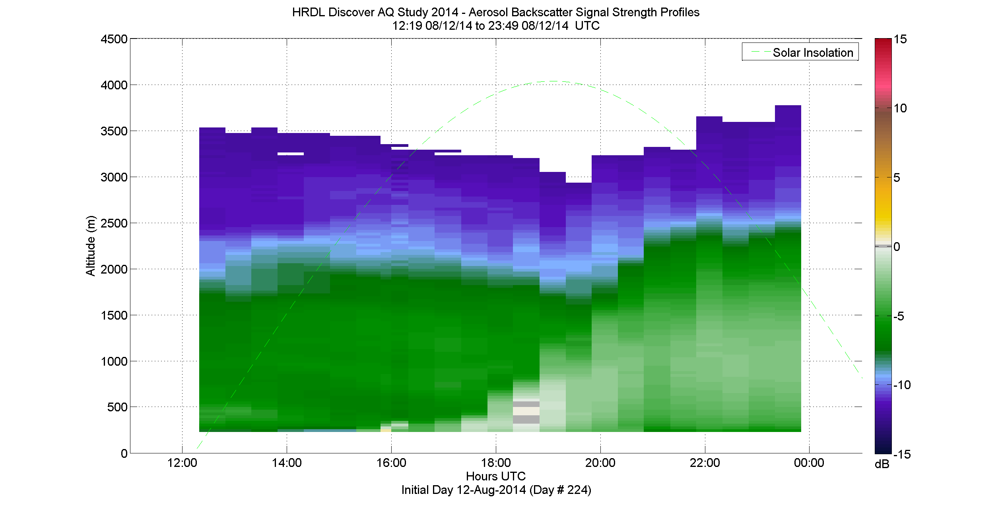 HRDL Discover AQ Study 2014 - Aerosol Backscatter Signal Strength Profiles
12:19 08/12/14 to 23:49 08/12/14 UTC
Solar Insolation
Altitude (m)
4500
4000
3500
3000
2500
2000
1500
1000
500
0
12:00 14:00 16:00 18:00 20:00 22:00 00:00
Hours UTC
Initial Day 12-Aug-2014 (Day # 224)
15
10
5
0
-5
-10
-15
dB